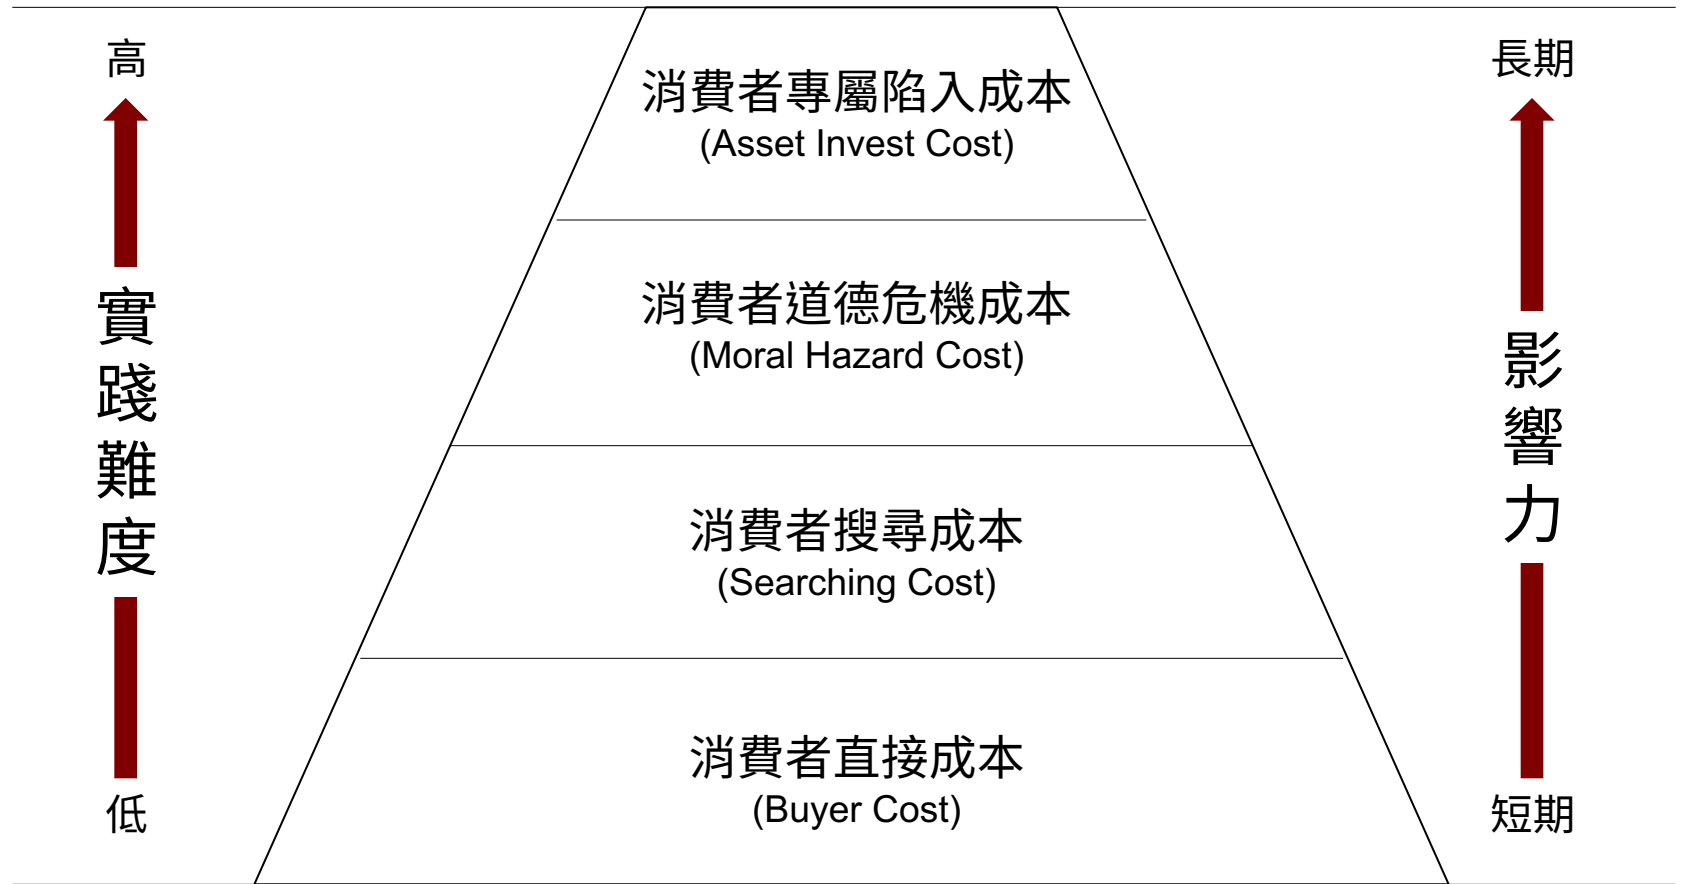 高
長期
消費者專屬陷入成本
(Asset Invest Cost)
消費者道德危機成本
(Moral Hazard Cost)
實踐難度
影響力
消費者搜尋成本
(Searching Cost)
消費者直接成本
(Buyer Cost)
低
短期